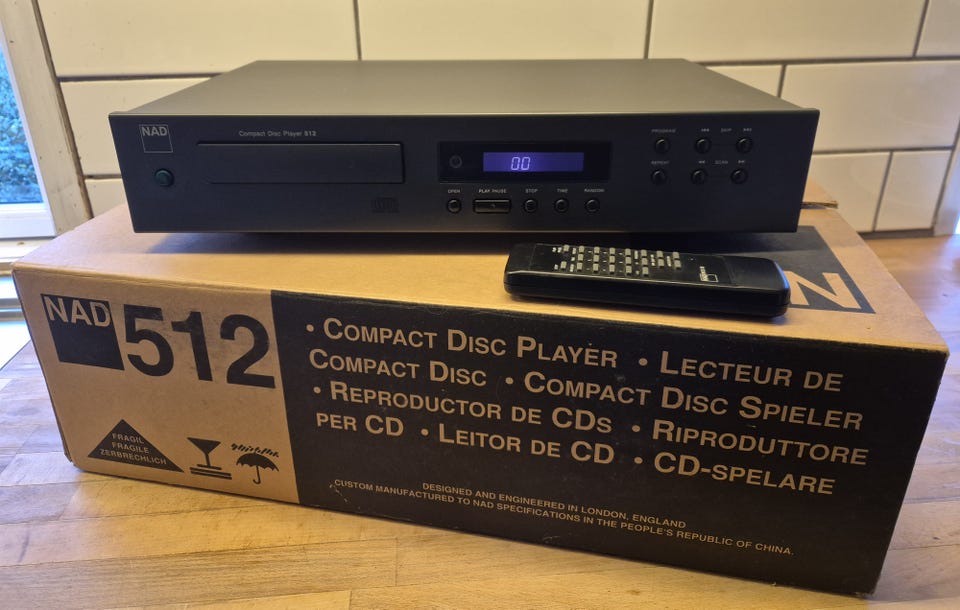 NAD
Compact Disc Player 512
00
PROGRAM
SKIP
REPEAT
SCAN
OPEN
PLAY PAUSE
STOP
TIME
RANDOM
NAD 512
• COMPACT DISC PLAYER • LECTEUR DE
COMPACT DISC • COMPACT DISC SPIELER
• REPRODUCTOR DE CDs • RIPRODUTTORE
PER CD • LEITOR DE CD • CD-SPELARE
DESIGNED AND ENGINEERED IN LONDON, ENGLAND
CUSTOM MANUFACTURED TO NAD SPECIFICATIONS IN THE PEOPLE'S REPUBLIC OF CHINA.
FRAGIL
FRAGILE
ZERBRECHLICH